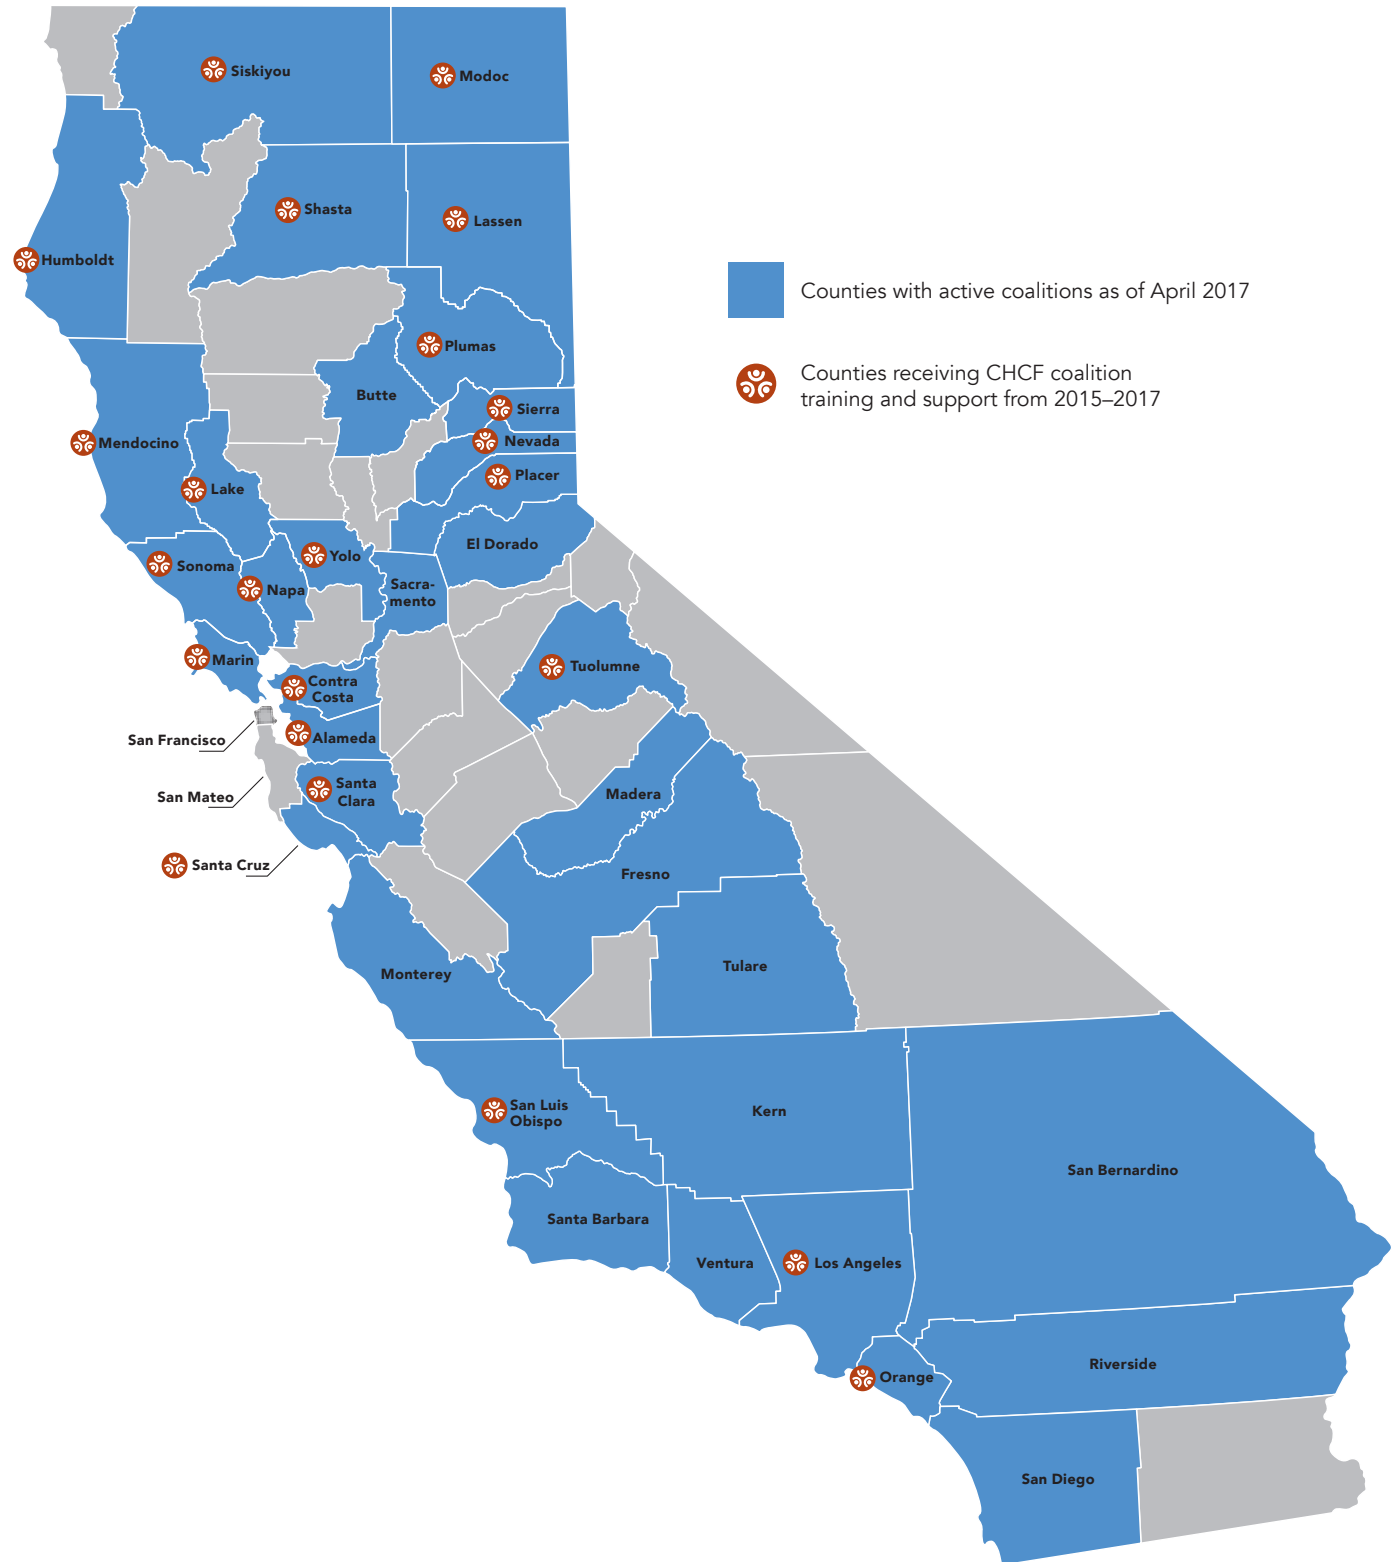 Siskiyou
Modoc
Shasta
Lassen
Humboldt
Counties with active coalitions as of April 2017
Plumas
Counties receiving CHCF coalition
training and support from 2015–2017
Butte
Sierra
Nevada
Mendocino
Placer
Lake
El Dorado
Yolo
Sonoma
Napa
Sacra-
mento
Marin
Tuolumne
Contra
Costa
San Francisco
Alameda
San Mateo
Santa
Clara
Madera
Santa Cruz
Fresno
Monterey
Tulare
San Luis
Obispo
Kern
San Bernardino
Santa Barbara
Ventura
Los Angeles
Riverside
Orange
San Diego